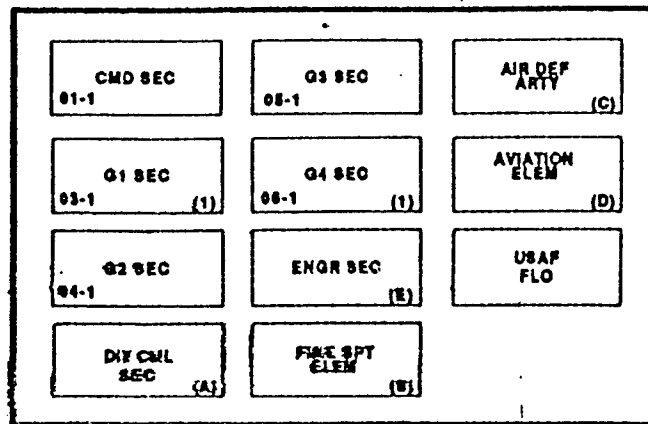 CMD SEC
01-1
G3 SEC
05-1
AIR DEF
ARTY
(C)
G1 SEC
03-1 (1)
G4 SEC
06-1 (1)
AVIATION
ELEM
(D)
G2 SEC
04-1
ENGR SEC
(E)
USAF
FLO
DIV CML
SEC
(A)
FIRE SPT
ELEM
(B)